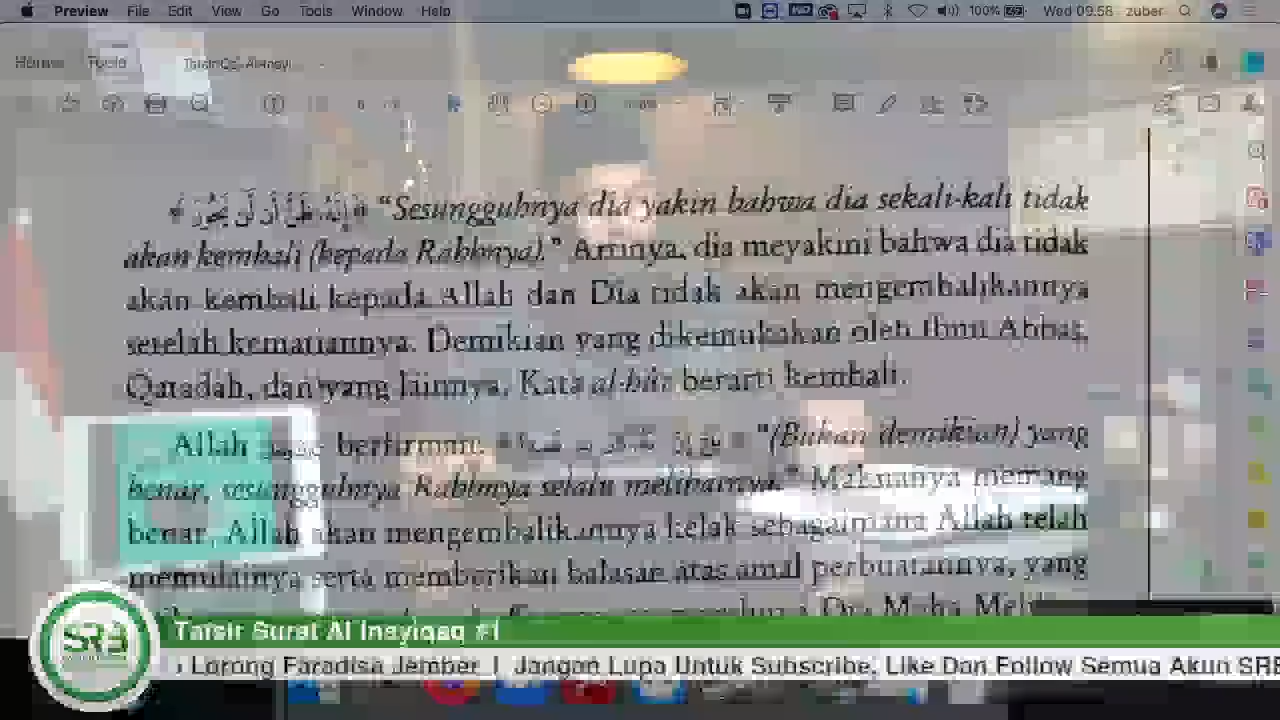 Preview File Edit View Go Tools Window Help 100% Wed 09.58 zuber
Home Tools
﴿إِنَّهُ ظَنَّ أَن لَّن يَحُورَ﴾ "Sesungguhnya dia yakin bahwa dia sekali-kali tidak
akan kembali (kepada Rabbnya)." Artinya, dia meyakini bahwa dia tidak
akan kembali kepada Allah dan Dia tidak akan mengembalikannya
setelah kematiannya. Demikian yang dikemukakan oleh Ibnu Abbas,
Qatadah, dan yang lainnya. Kata berarti kembali.
Allah berfirman, "(Bukan demikian) yang
benar, sesungguhnya Rabbnya selalu melihatnya." Maknanya memang
benar, Allah akan mengembalikannya kelak sebagaimana Allah telah
memulainya serta memberikan balasan atas amal perbuatannya, yang
Dia Maha
SRB
Tafsir Surat Al Insyiqaq #1
Lorong Faradisa Jember | Jangan Lupa Untuk Subscribe, Like Dan Follow Semua Akun SRB